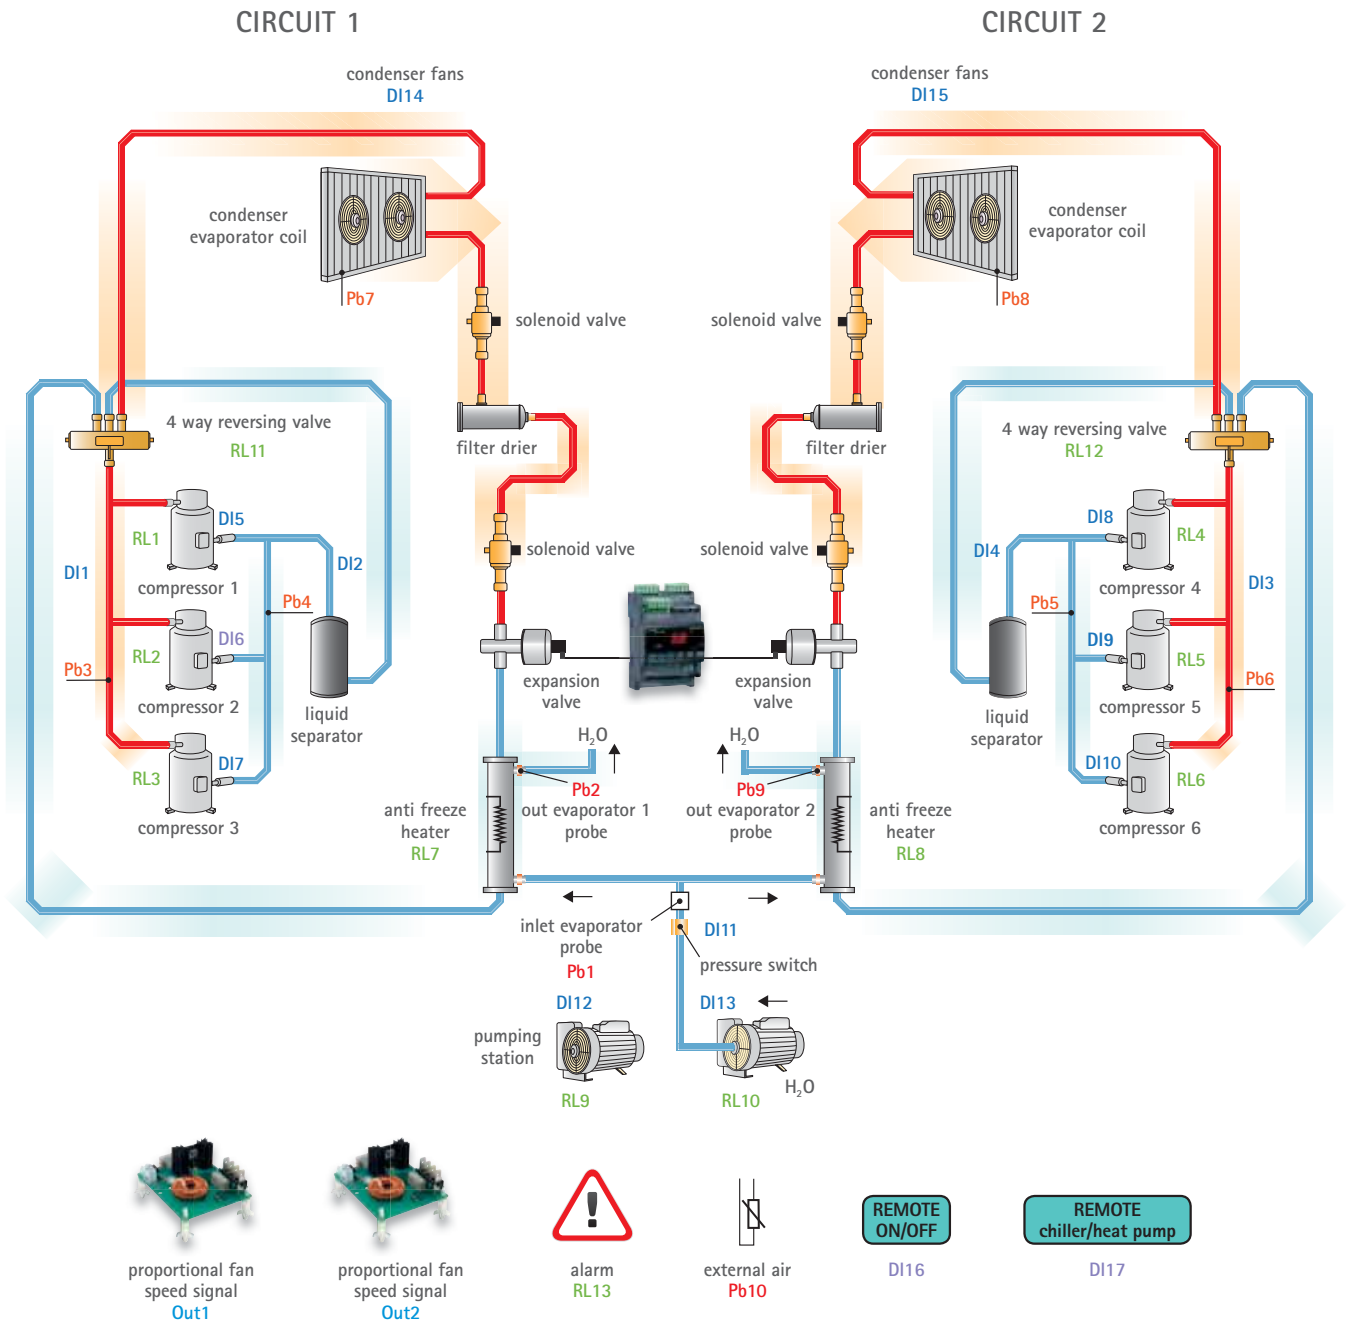 CIRCUIT 1
CIRCUIT 2
condenser fans
DI14
condenser fans
DI15
condenser
evaporator coil
condenser
evaporator coil
Pb7
Pb8
solenoid valve
solenoid valve
4 way reversing valve
RL11
filter drier
filter drier
4 way reversing valve
RL12
DI5
RL1
DI1
DI2
compressor 1
solenoid valve
solenoid valve
DI8
RL4
DI4
DI3
compressor 4
Pb4
DI6
RL2
Pb3
compressor 2
Pb5
DI9
RL5
Pb6
compressor 5
expansion
valve
expansion
valve
liquid
separator
liquid
separator
H2O
H2O
DI7
RL3
compressor 3
DI10
RL6
compressor 6
Pb2
out evaporator 1
probe
Pb9
out evaporator 2
probe
anti freeze
heater
RL7
anti freeze
heater
RL8
inlet evaporator
probe
Pb1
DI11
pressure switch
DI12
DI13
pumping
station
H2O
RL9
RL10
proportional fan
speed signal
Out1
proportional fan
speed signal
Out2
alarm
RL13
external air
Pb10
REMOTE
ON/OFF
DI16
REMOTE
chiller/heat pump
DI17